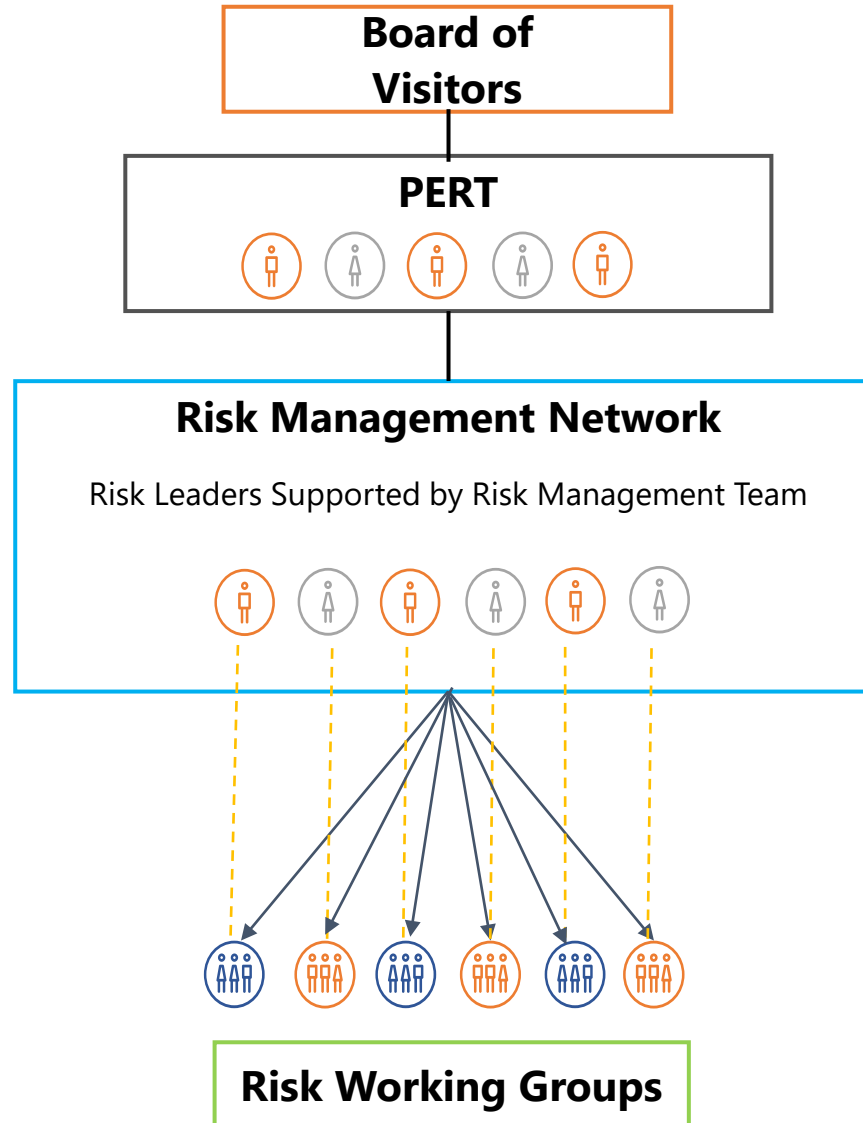 Board of
Visitors
PERT
Risk Management Network
Risk Leaders Supported by Risk Management Team
Risk Working Groups